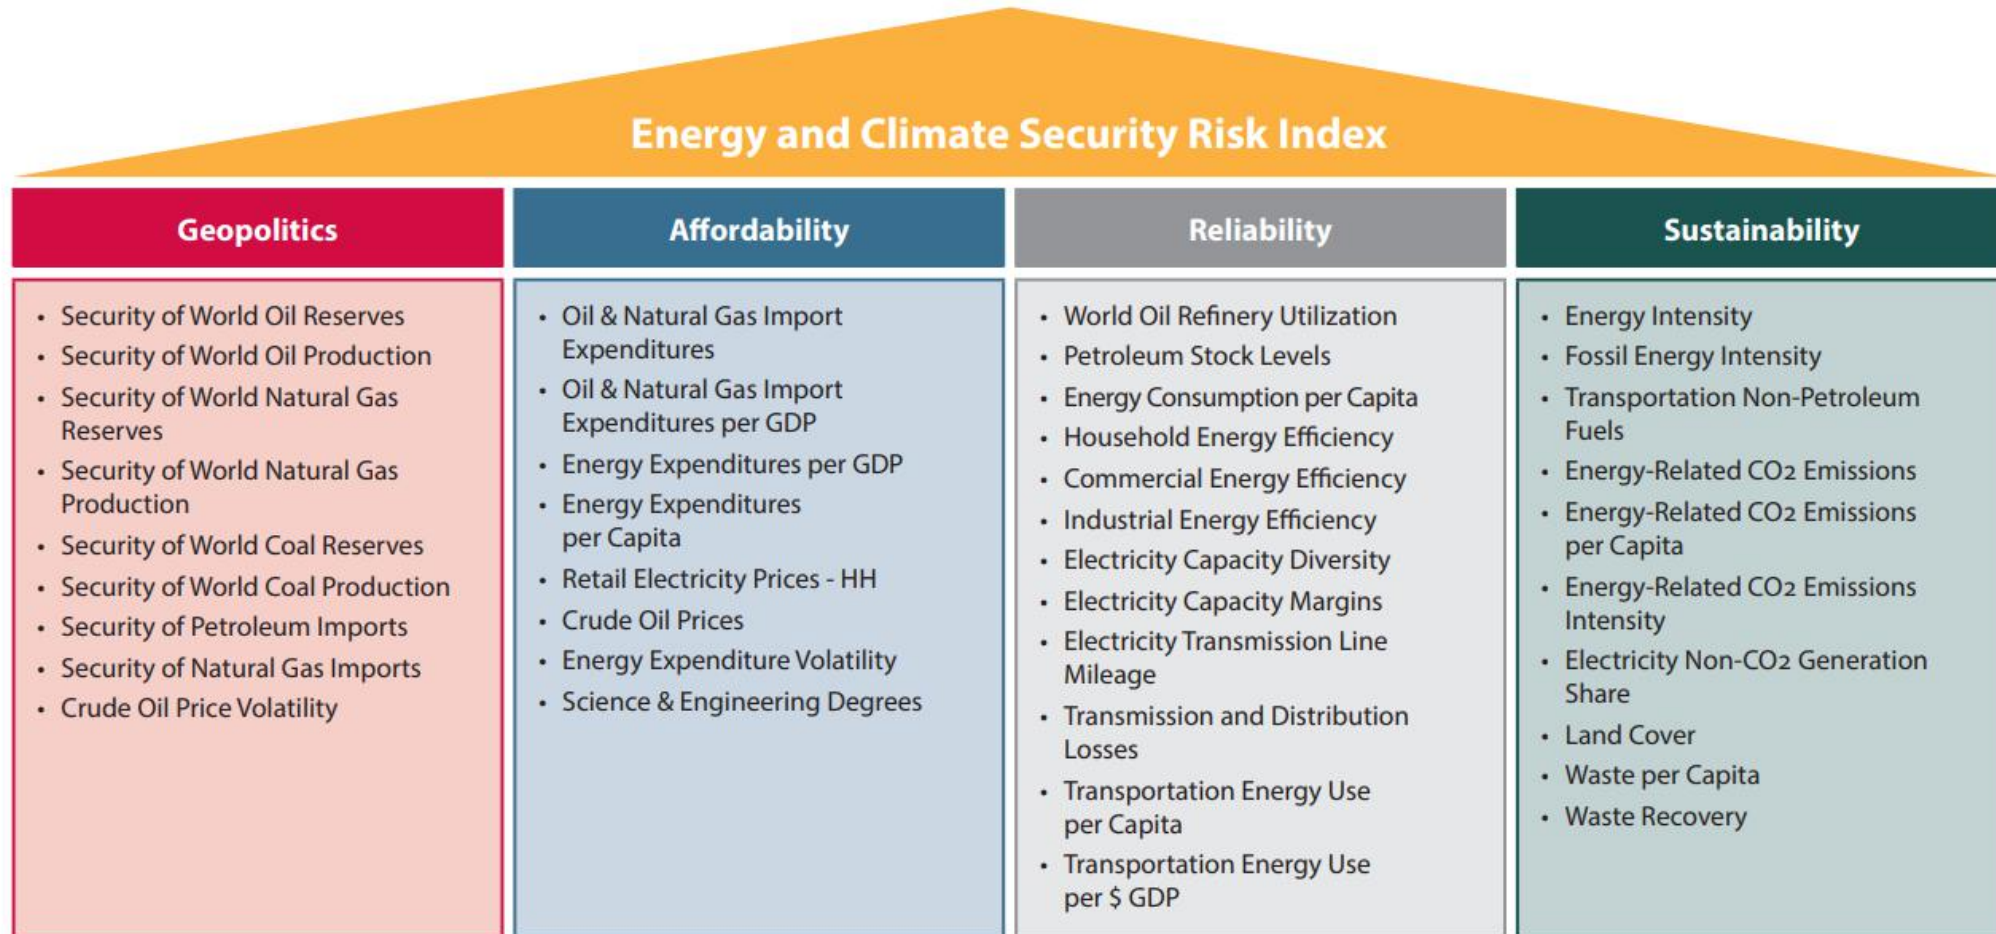 Energy and Climate Security Risk Index
Geopolitics
• Security of World Oil Reserves
• Security of World Oil Production
• Security of World Natural Gas
Reserves
• Security of World Natural Gas
Production
• Security of World Coal Reserves
• Security of World Coal Production
• Security of Petroleum Imports
• Security of Natural Gas Imports
• Crude Oil Price Volatility
Affordability
• Oil & Natural Gas Import
Expenditures
• Oil & Natural Gas Import
Expenditures per GDP
• Energy Expenditures per GDP
• Energy Expenditures
per Capita
• Retail Electricity Prices - HH
• Crude Oil Prices
• Energy Expenditure Volatility
• Science & Engineering Degrees
Reliability
• World Oil Refinery Utilization
• Petroleum Stock Levels
• Energy Consumption per Capita
• Household Energy Efficiency
• Commercial Energy Efficiency
• Industrial Energy Efficiency
• Electricity Capacity Diversity
• Electricity Capacity Margins
• Electricity Transmission Line
Mileage
• Transmission and Distribution
Losses
• Transportation Energy Use
per Capita
• Transportation Energy Use
per $ GDP
Sustainability
• Energy Intensity
• Fossil Energy Intensity
• Transportation Non-Petroleum
Fuels
• Energy-Related CO2 Emissions
• Energy-Related CO2 Emissions
per Capita
• Energy-Related CO2 Emissions
Intensity
• Electricity Non-CO2 Generation
Share
• Land Cover
• Waste per Capita
• Waste Recovery